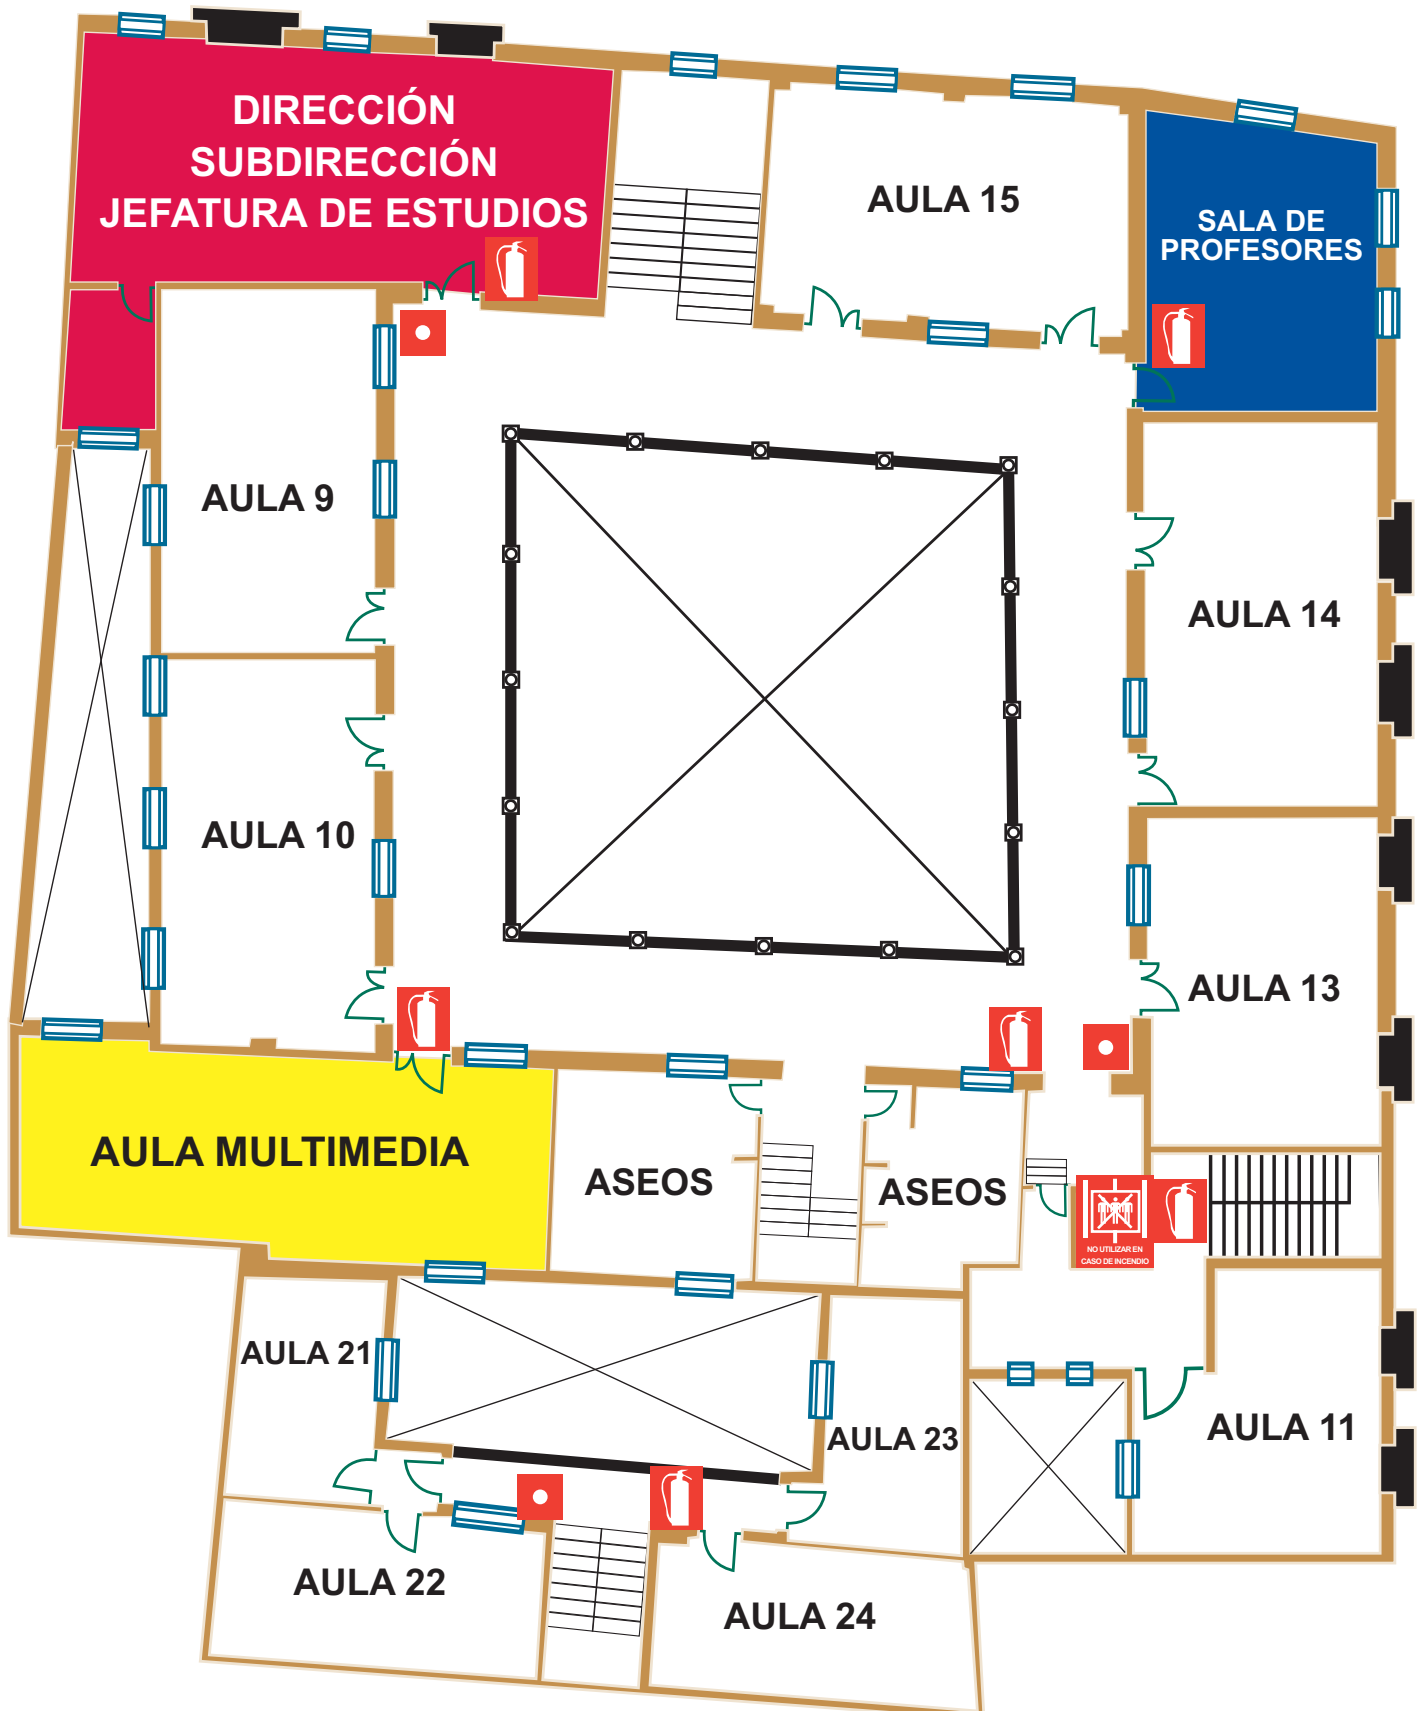 DIRECCIÓN
SUBDIRECCIÓN
JEFATURA DE ESTUDIOS
AULA 15
SALA DE
PROFESORES
AULA 9
AULA 14
AULA 10
AULA 13
AULA MULTIMEDIA
ASEOS
ASEOS
NO UTILIZAR EN
CASO DE INCENDIO
AULA 21
AULA 23
AULA 11
AULA 22
AULA 24